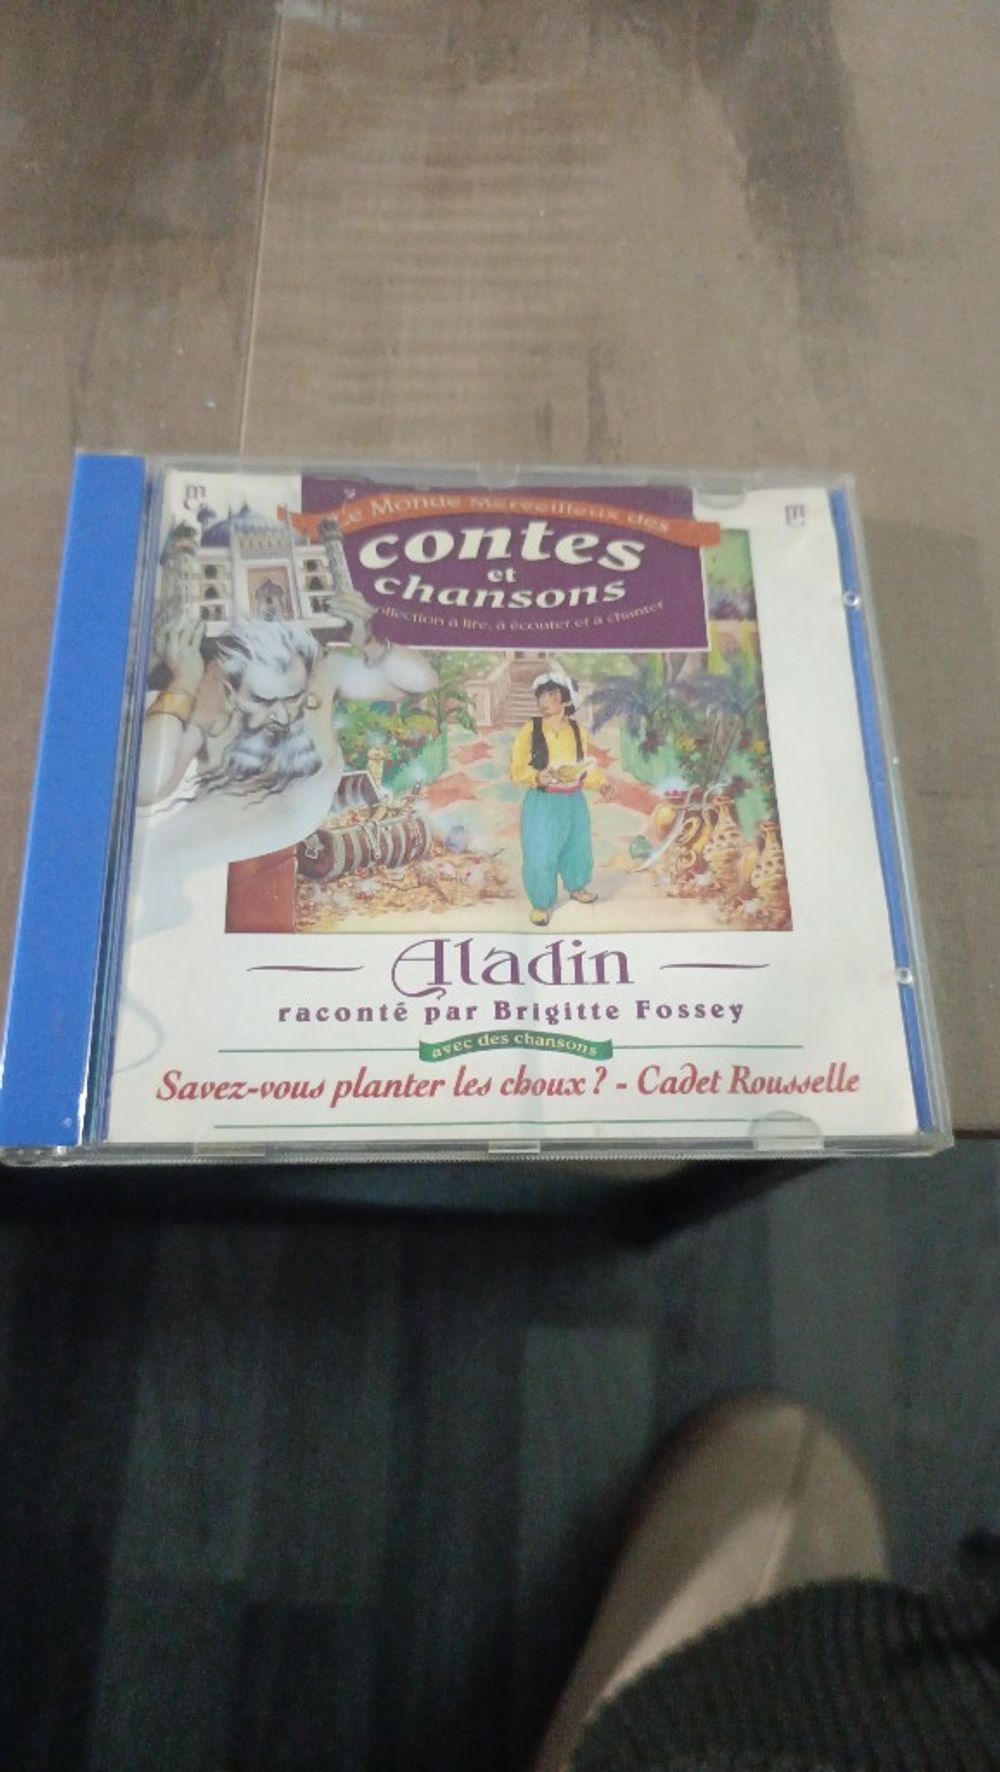 Le Monde Merveilleux des
contes
et
chansons
collection à lire, à écouter et à chanter
Aladin
raconté par Brigitte Fossey
avec des chansons
Savez-vous planter les choux ? - Cadet Rousselle